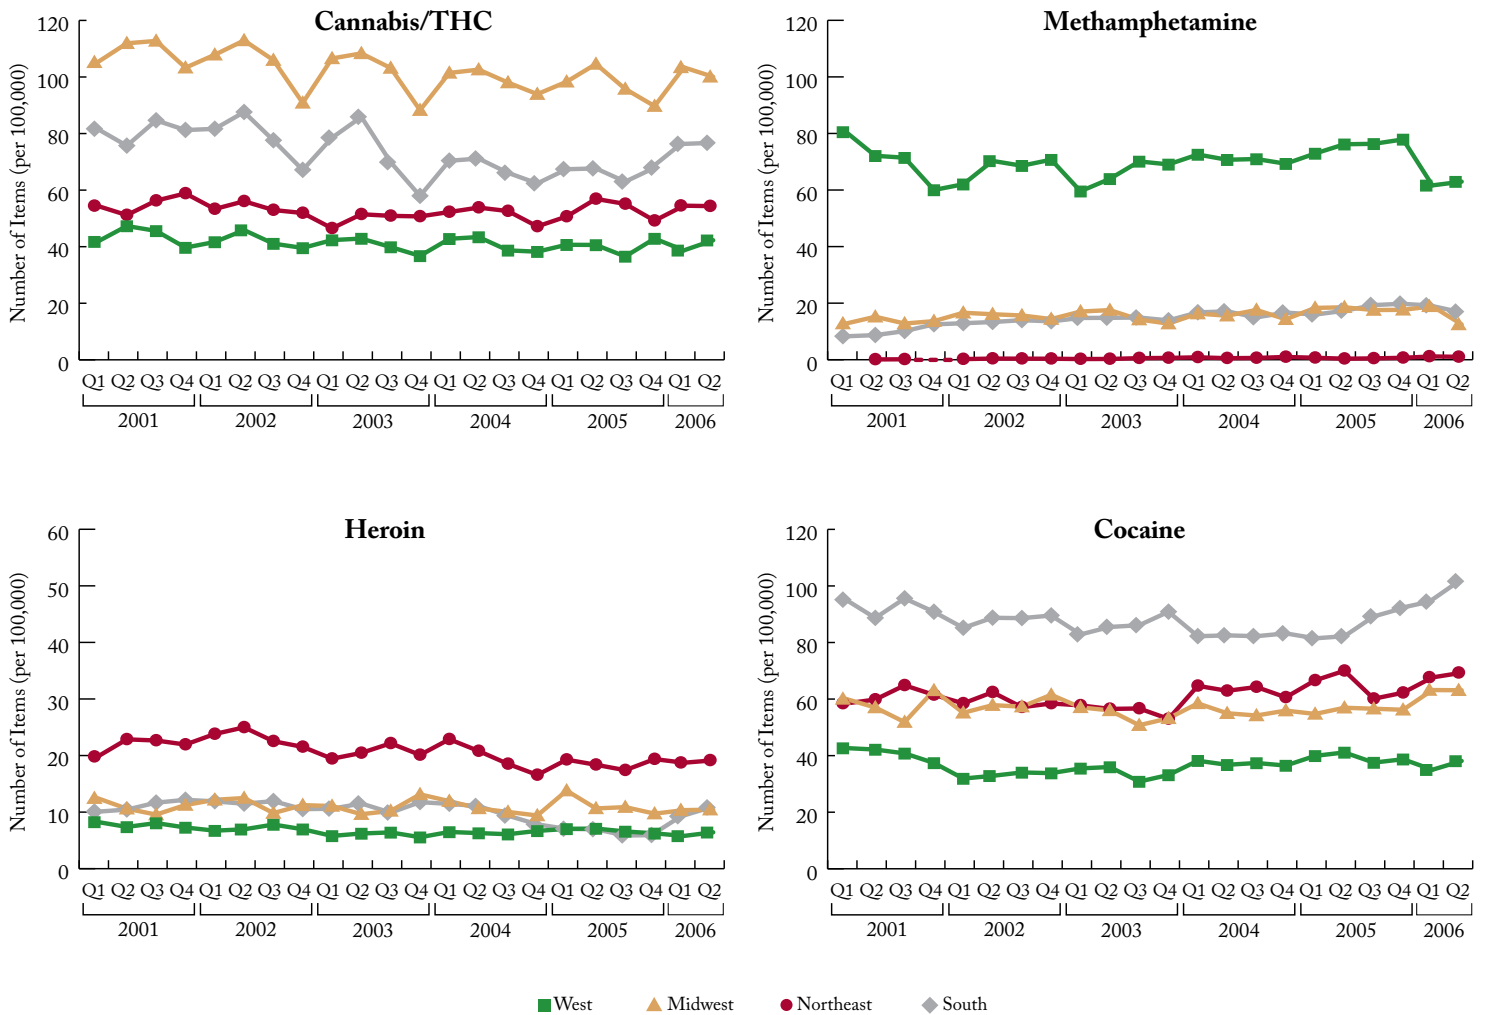 Cannabis/THC
Number of Items (per 100,000)
120
100
80
60
40
20
0
Q1 Q2 Q3 Q4 Q1 Q2 Q3 Q4 Q1 Q2 Q3 Q4 Q1 Q2 Q3 Q4 Q1 Q2 Q3 Q4 Q1 Q2
2001 2002 2003 2004 2005 2006
Methamphetamine
Number of Items (per 100,000)
120
100
80
60
40
20
0
Q1 Q2 Q3 Q4 Q1 Q2 Q3 Q4 Q1 Q2 Q3 Q4 Q1 Q2 Q3 Q4 Q1 Q2 Q3 Q4 Q1 Q2
2001 2002 2003 2004 2005 2006
Heroin
Number of Items (per 100,000)
60
50
40
30
20
10
0
Q1 Q2 Q3 Q4 Q1 Q2 Q3 Q4 Q1 Q2 Q3 Q4 Q1 Q2 Q3 Q4 Q1 Q2 Q3 Q4 Q1 Q2
2001 2002 2003 2004 2005 2006
Cocaine
Number of Items (per 100,000)
120
100
80
60
40
20
0
Q1 Q2 Q3 Q4 Q1 Q2 Q3 Q4 Q1 Q2 Q3 Q4 Q1 Q2 Q3 Q4 Q1 Q2 Q3 Q4 Q1 Q2
2001 2002 2003 2004 2005 2006
West Midwest Northeast South